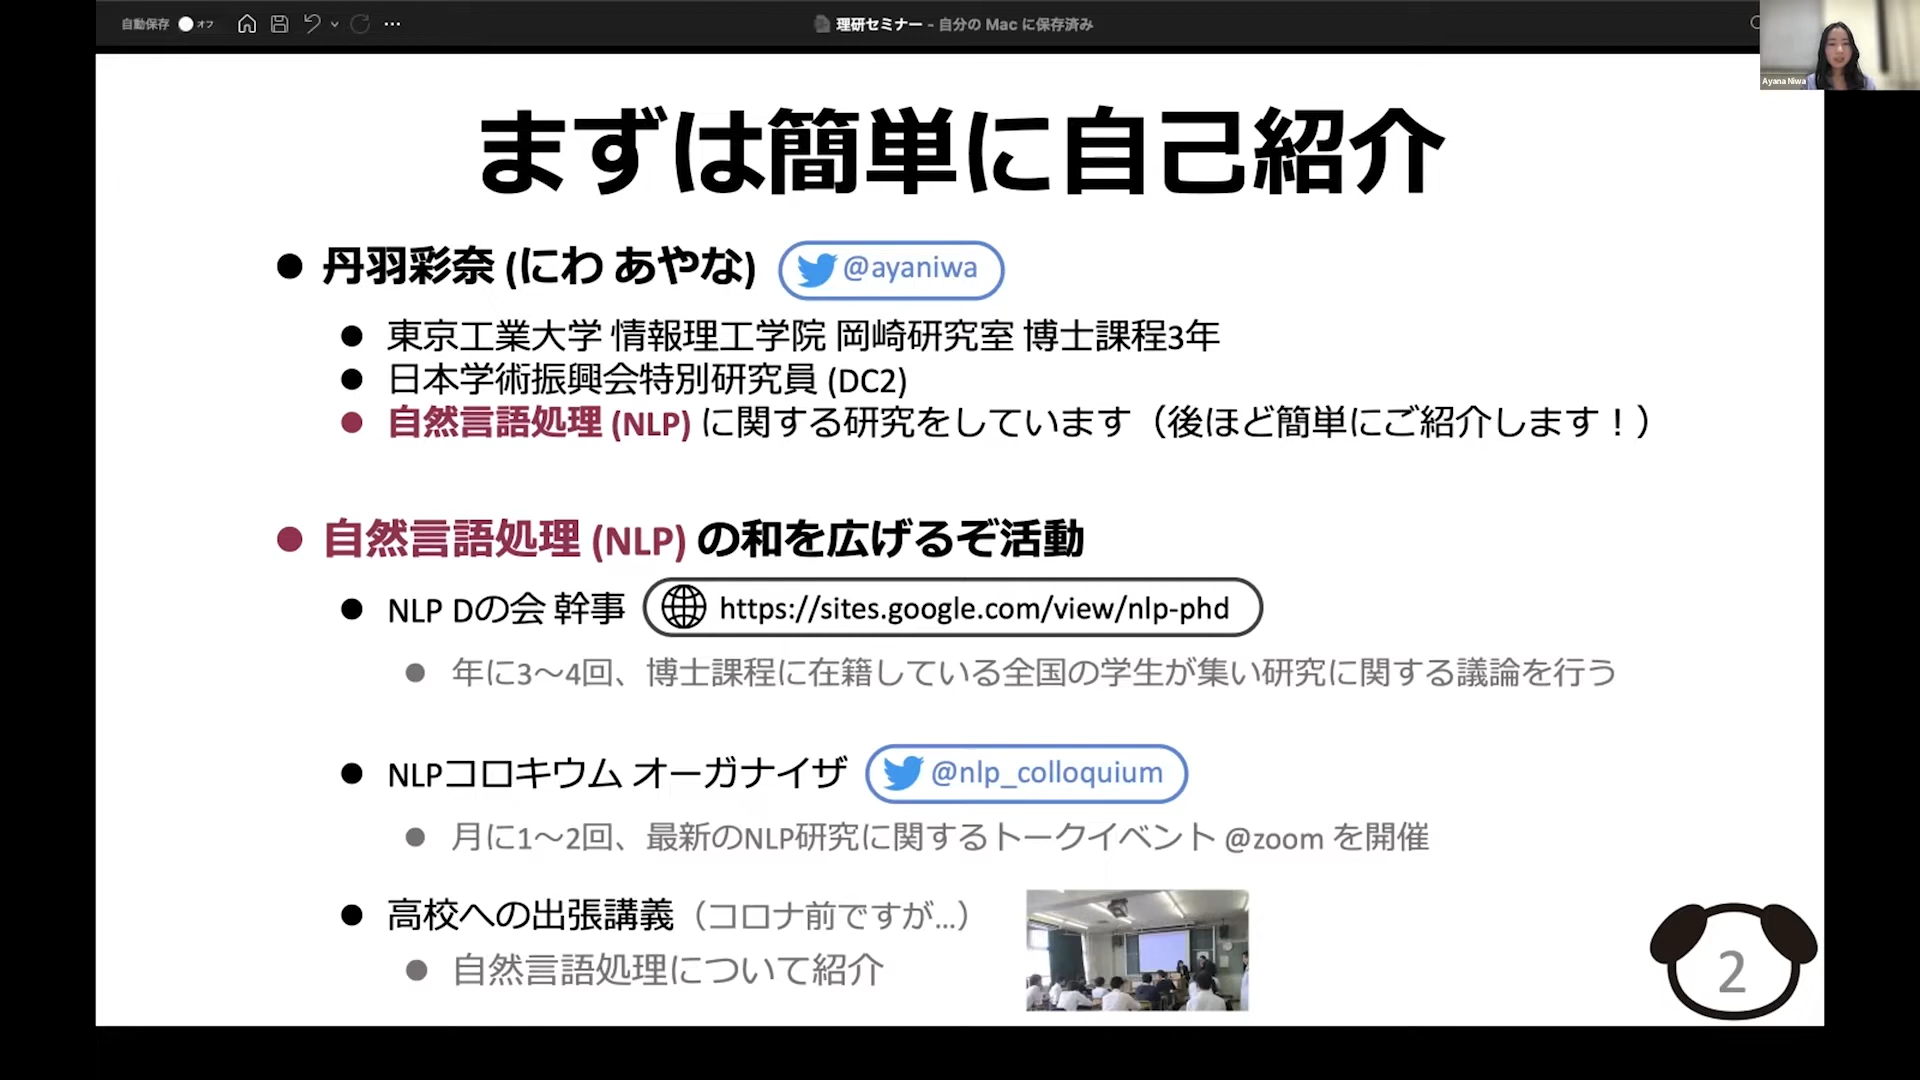 自動保存 オフ
理研セミナー - 自分の Mac に保存済み
Ayana Niwa
まずは簡単に自己紹介
丹羽彩奈 (にわ あやな) @ayaniwa
東京工業大学 情報理工学院 岡崎研究室 博士課程3年
日本学術振興会特別研究員 (DC2)
自然言語処理 (NLP) に関する研究をしています（後ほど簡単にご紹介します！）
自然言語処理 (NLP) の和を広げるぞ活動
NLP Dの会 幹事 https://sites.google.com/view/nlp-phd
年に3〜4回、博士課程に在籍している全国の学生が集い研究に関する議論を行う
NLPコロキウム オーガナイザ @nlp_colloquium
月に1〜2回、最新のNLP研究に関するトークイベント @zoom を開催
高校への出張講義（コロナ前ですが...）
自然言語処理について紹介
2